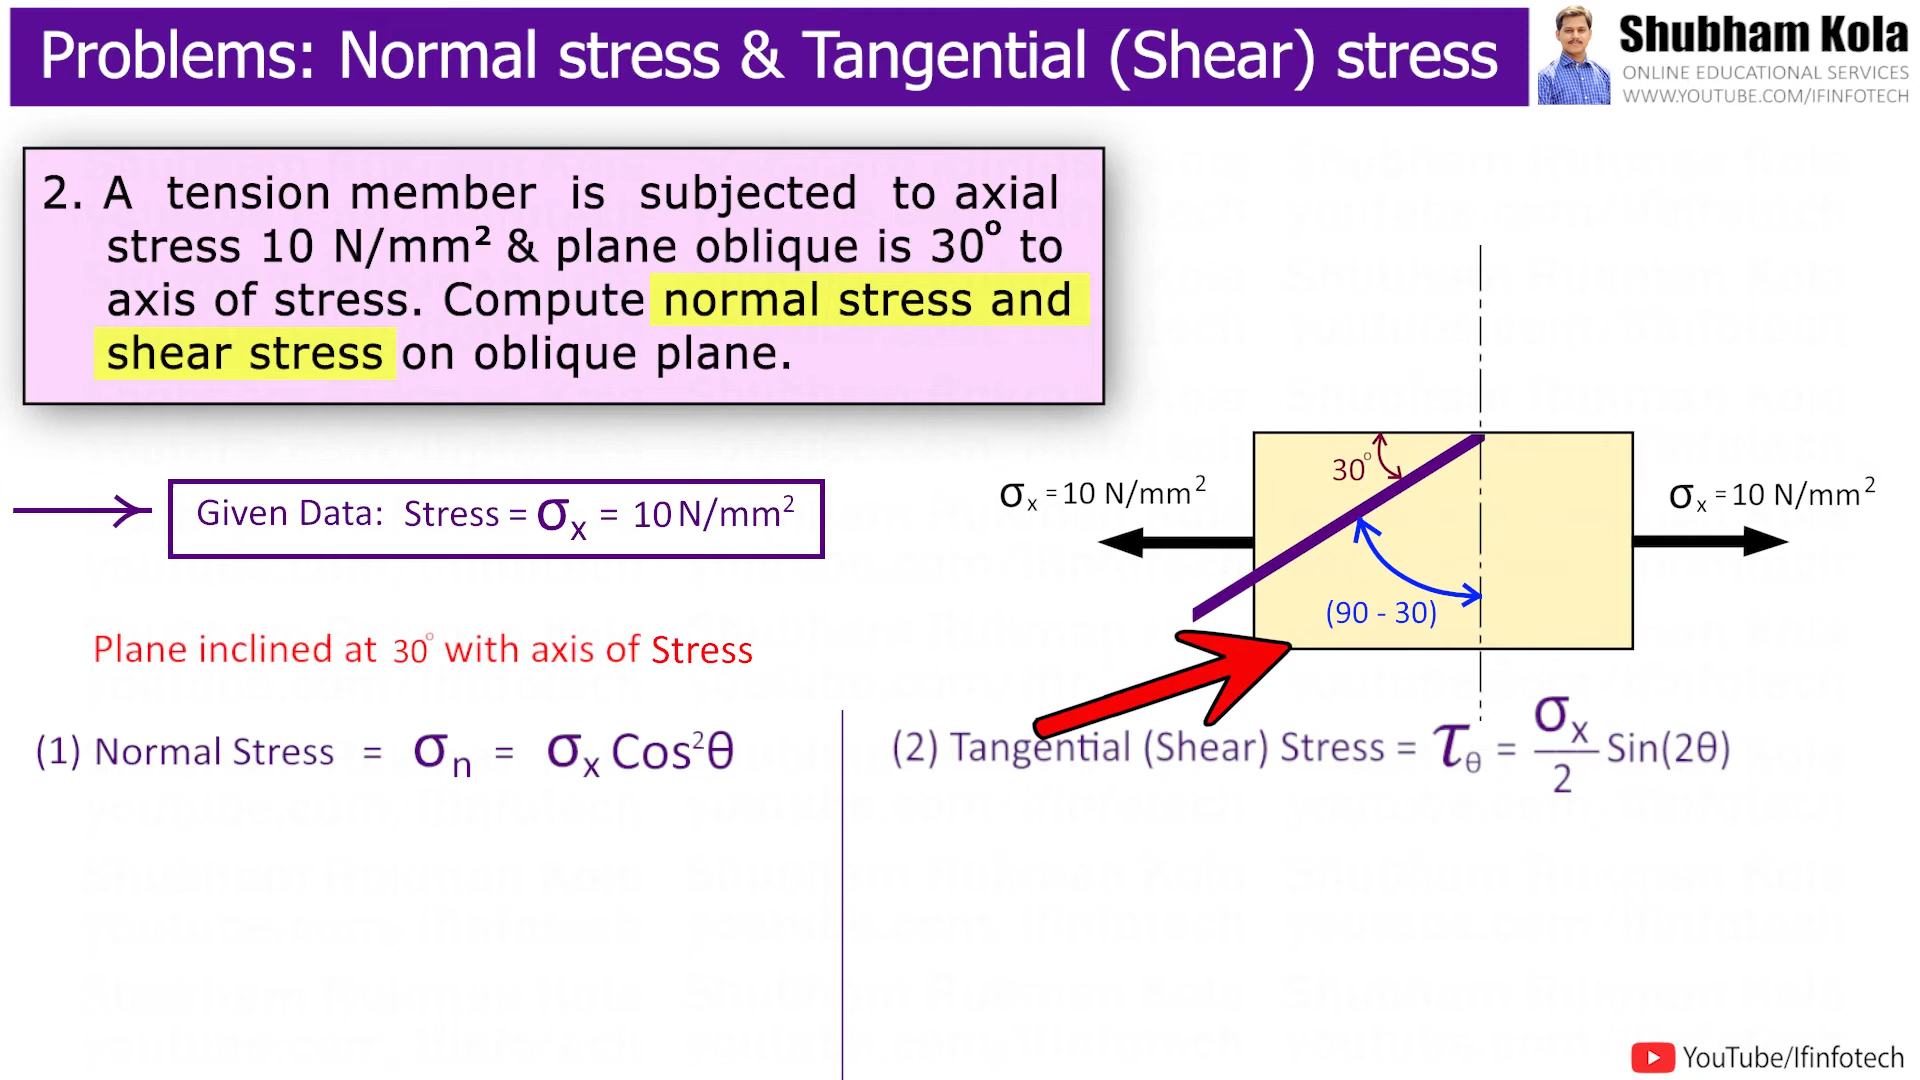 Problems: Normal stress & Tangential (Shear) stress
Shubham Kola
ONLINE EDUCATIONAL SERVICES
WWW.YOUTUBE.COM/IFINFOTECH
2. A tension member is subjected to axial
stress 10 N/mm² & plane oblique is 30° to
axis of stress. Compute normal stress and
shear stress on oblique plane.
Given Data: Stress = σx = 10 N/mm²
30°
σx = 10 N/mm²
σx = 10 N/mm²
(90 - 30)
Plane inclined at 30° with axis of Stress
(1) Normal Stress = σn = σx Cos²θ
(2) Tangential (Shear) Stress = τθ = σx/2 Sin(2θ)
YouTube/Ifinfotech